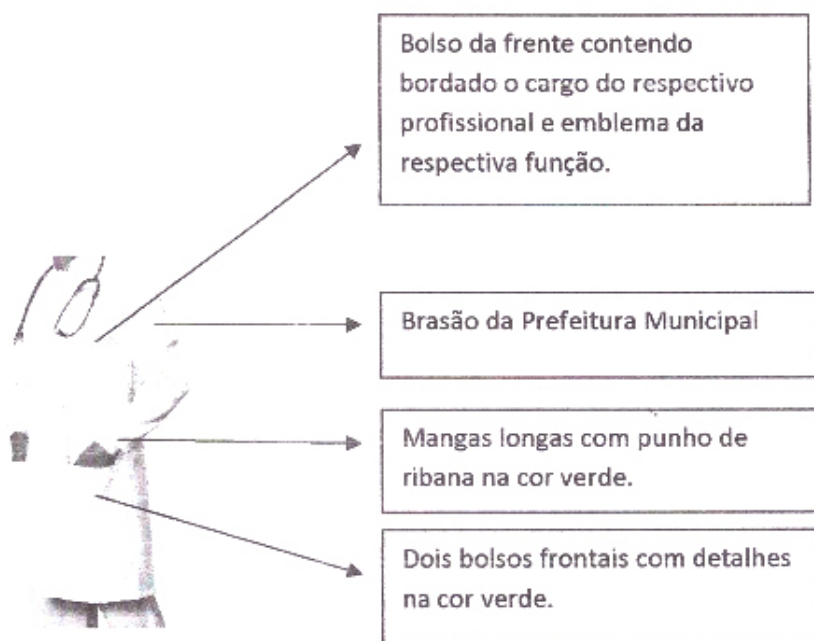 Bolso da frente contendo
bordado o cargo do respectivo
profissional e emblema da
respectiva função.
Brasão da Prefeitura Municipal
Mangas longas com punho de
ribana na cor verde.
Dois bolsos frontais com detalhes
na cor verde.